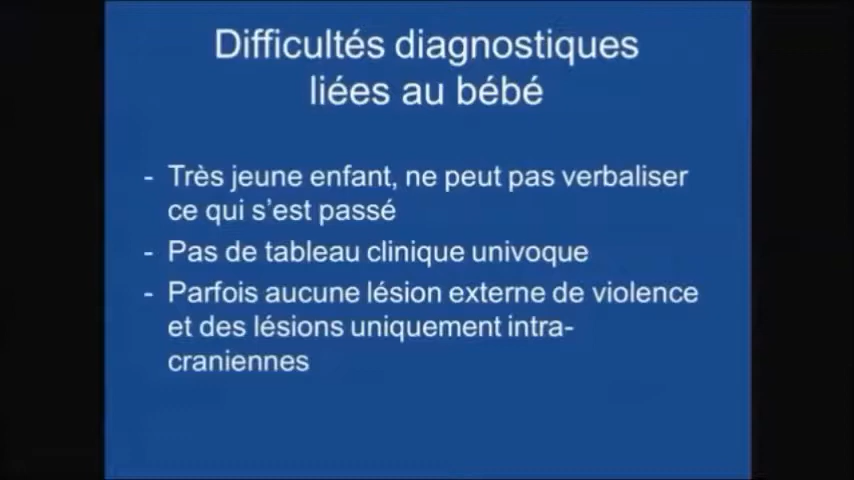 Difficultés diagnostiques
liées au bébé
- Très jeune enfant, ne peut pas verbaliser
ce qui s'est passé
- Pas de tableau clinique univoque
- Parfois aucune lésion externe de violence
et des lésions uniquement intra-
craniennes